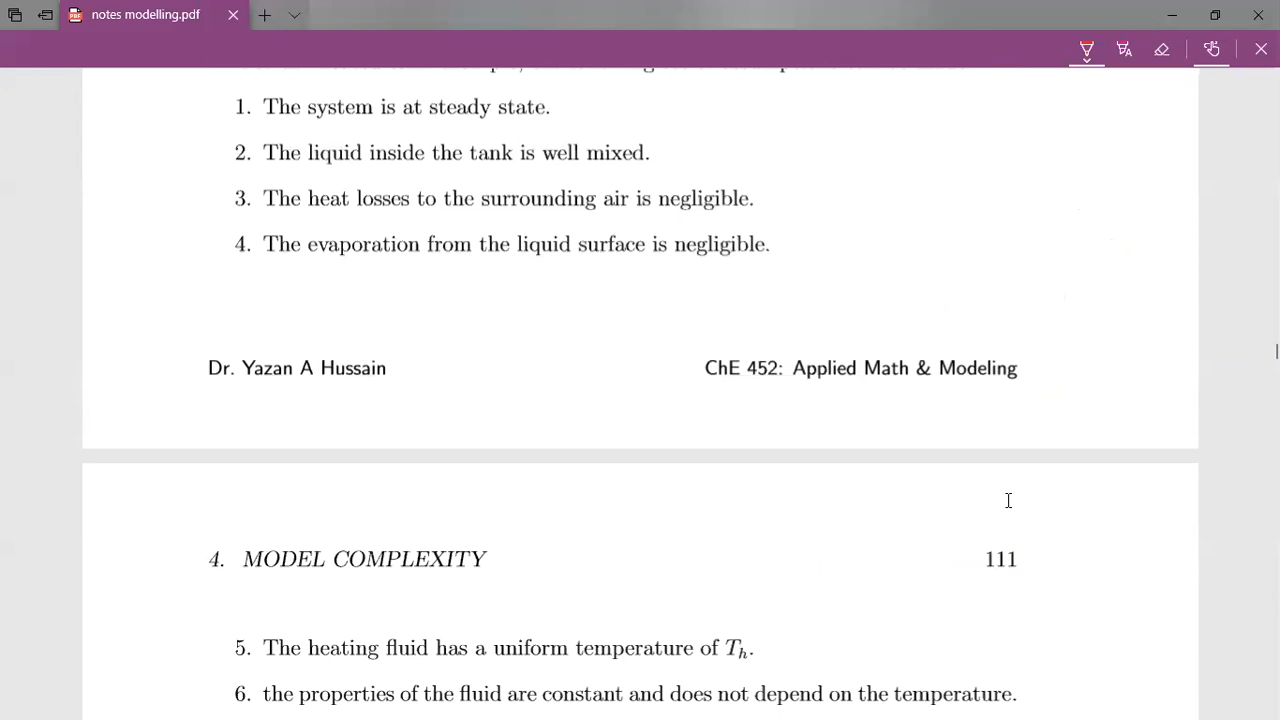 notes modelling.pdf
1. The system is at steady state.
2. The liquid inside the tank is well mixed.
3. The heat losses to the surrounding air is negligible.
4. The evaporation from the liquid surface is negligible.
Dr. Yazan A Hussain
ChE 452: Applied Math & Modeling
4. MODEL COMPLEXITY
111
5. The heating fluid has a uniform temperature of Th.
6. the properties of the fluid are constant and does not depend on the temperature.